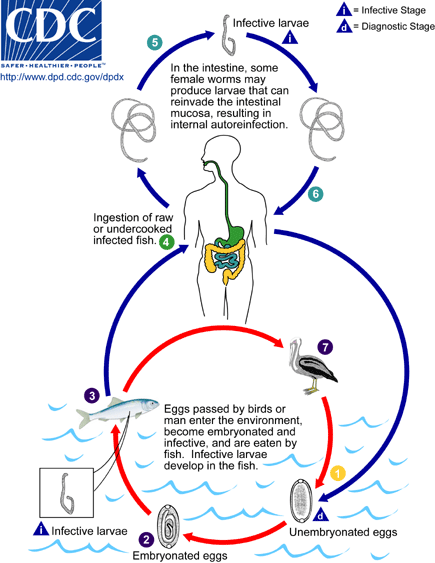 CDC
SAFER·HEALTHIER·PEOPLE™
http://www.dpd.cdc.gov/dpdx
i = Infective Stage
d = Diagnostic Stage
Infective larvae
i
5
In the intestine, some
female worms may
produce larvae that can
reinvade the intestinal
mucosa, resulting in
internal autoreinfection.
6
Ingestion of raw
or undercooked
infected fish. 4
7
3
Eggs passed by birds or
man enter the environment,
become embryonated and
infective, and are eaten by
fish. Infective larvae
develop in the fish.
1
d
i Infective larvae
2
Embryonated eggs
Unembryonated eggs